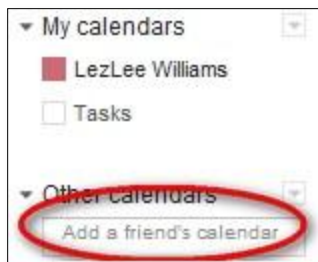 My calendars
LezLee Williams
Tasks
Other calendars
Add a friend's calendar